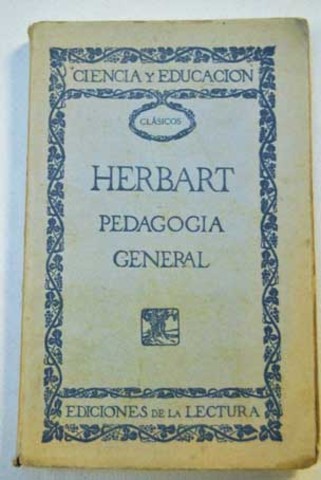 CIENCIA Y EDUCACION
CLÁSICOS
HERBART
PEDAGOGIA
GENERAL
EDICIONES DE LA LECTURA